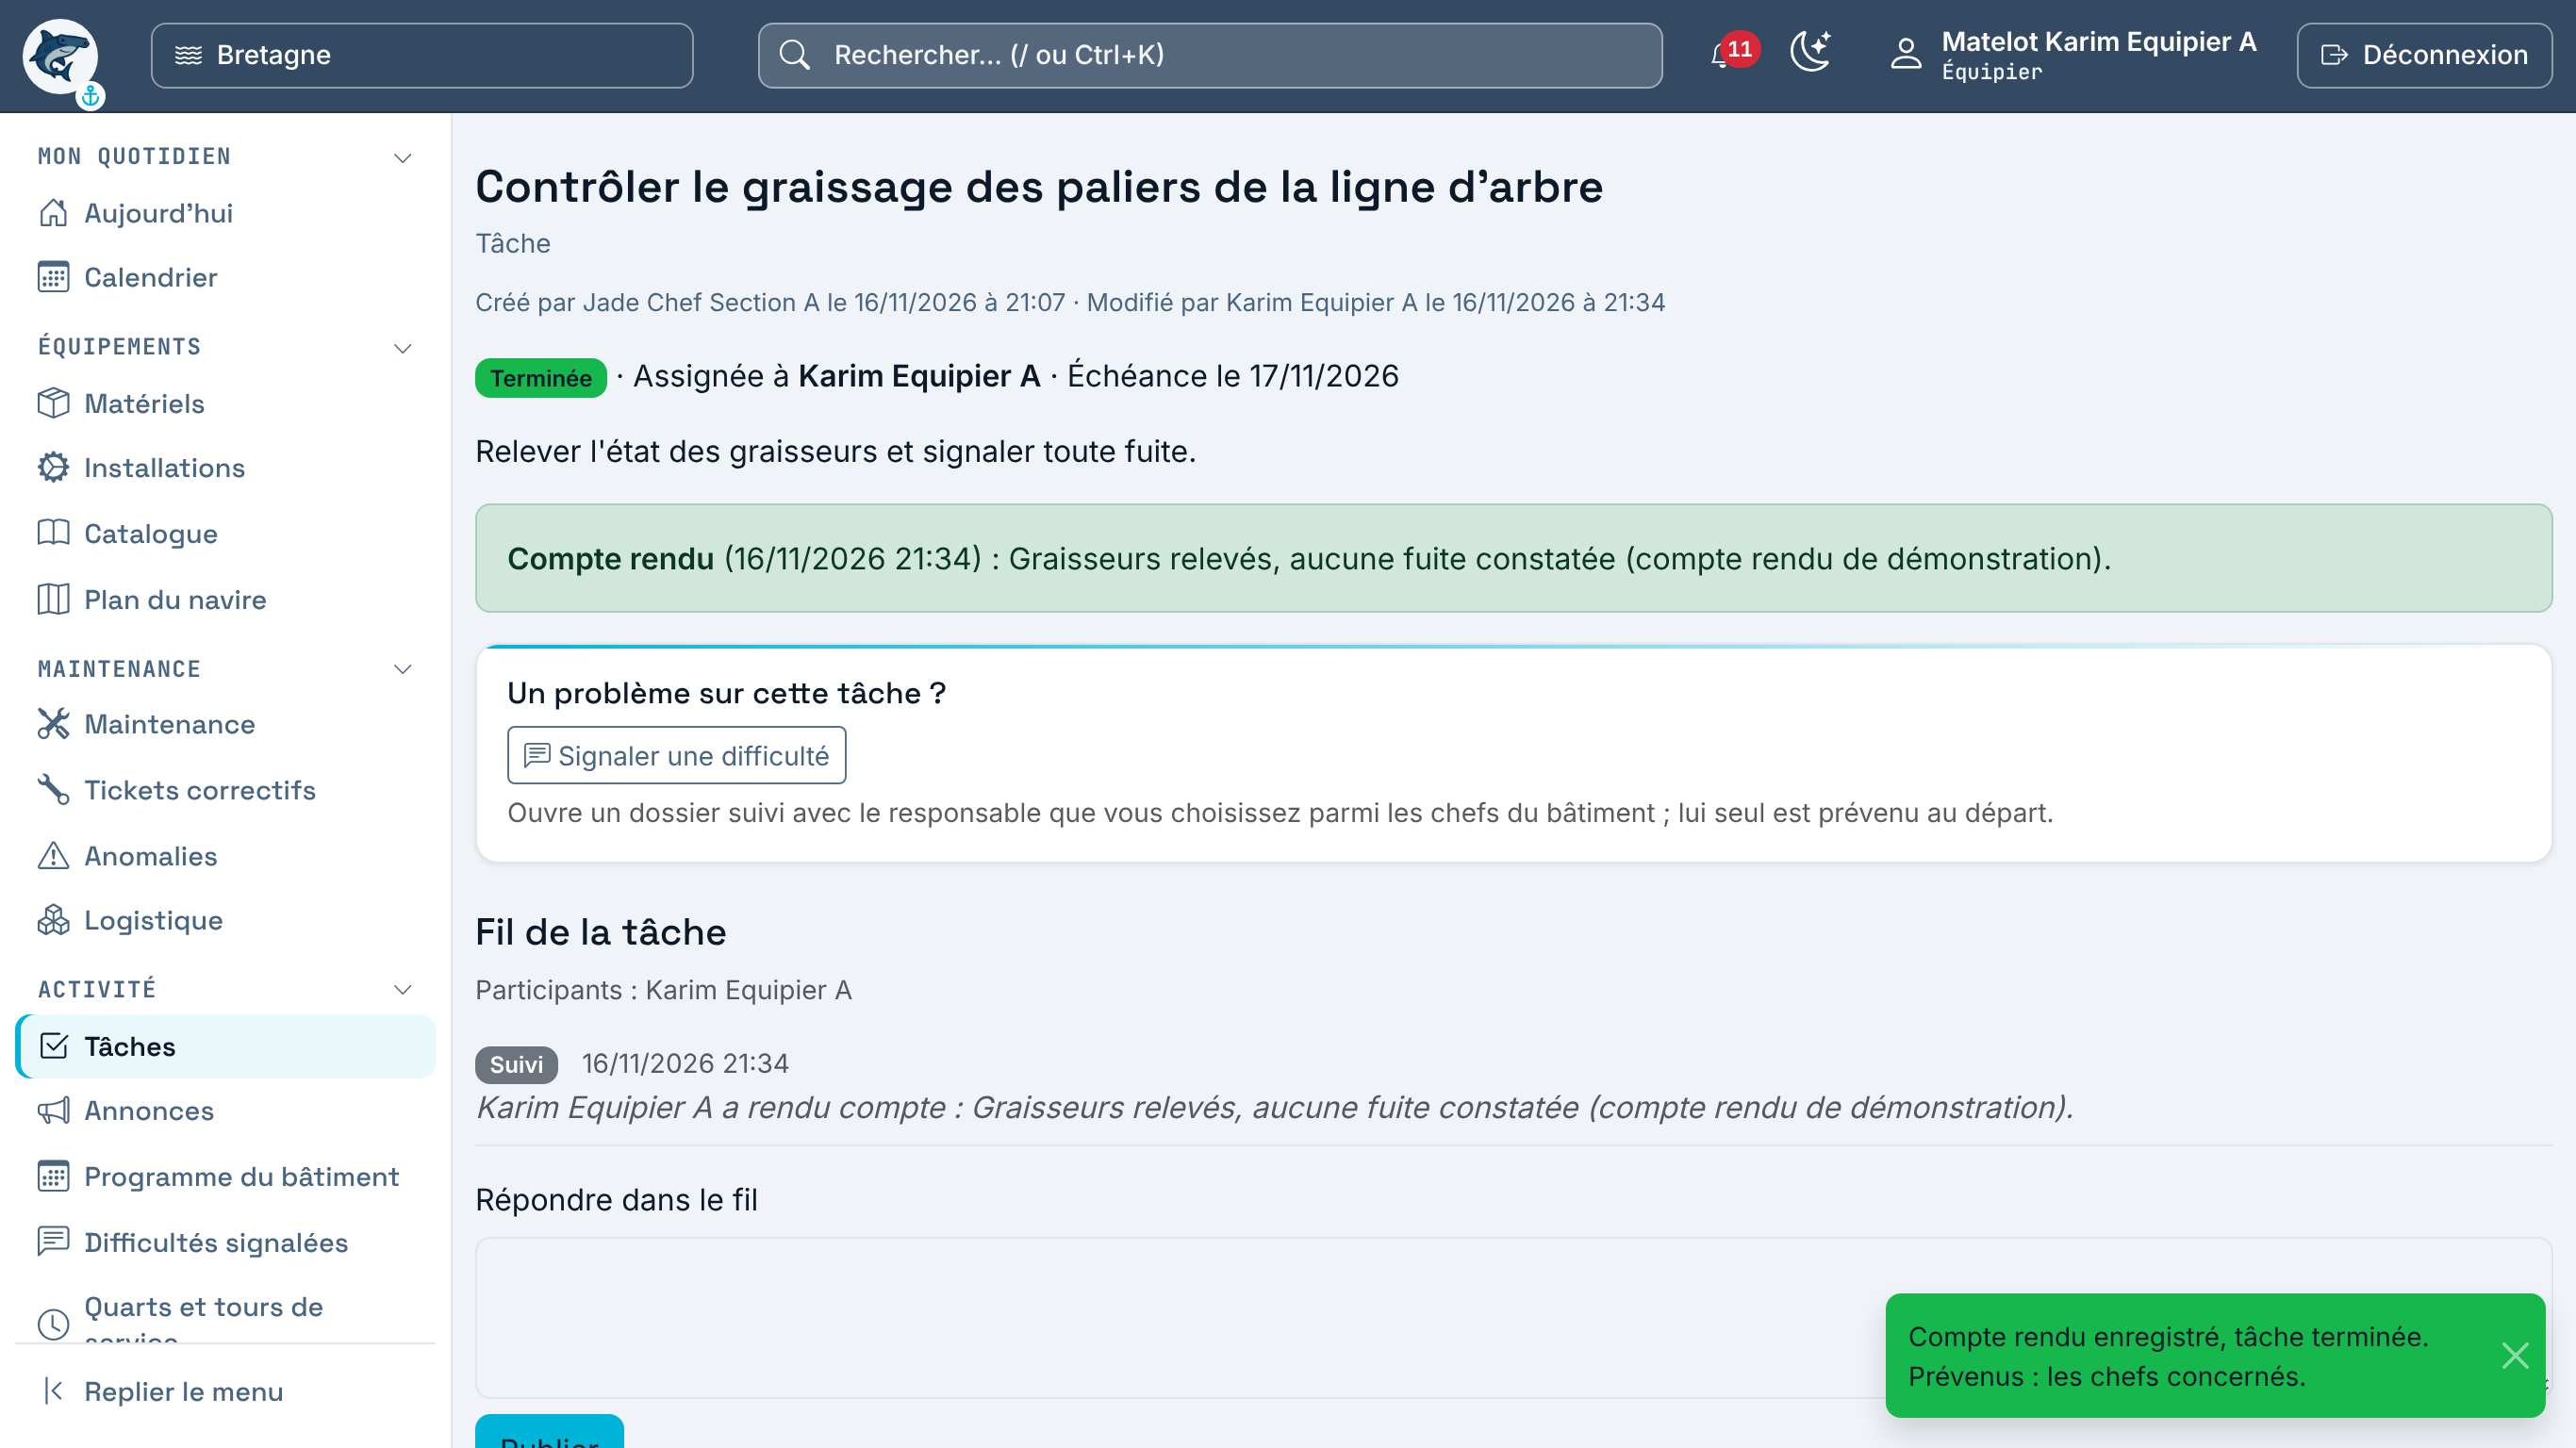 Bretagne
Rechercher... (/ ou Ctrl+K)
11
Matelot Karim Equipier A
Équipier
Déconnexion
MON QUOTIDIEN
Aujourd'hui
Calendrier
ÉQUIPEMENTS
Matériels
Installations
Catalogue
Plan du navire
MAINTENANCE
Maintenance
Tickets correctifs
Anomalies
Logistique
ACTIVITÉ
Tâches
Annonces
Programme du bâtiment
Difficultés signalées
Quarts et tours de
service
Replier le menu
Contrôler le graissage des paliers de la ligne d'arbre
Tâche
Créé par Jade Chef Section A le 16/11/2026 à 21:07 · Modifié par Karim Equipier A le 16/11/2026 à 21:34
Terminée · Assignée à Karim Equipier A · Échéance le 17/11/2026
Relever l'état des graisseurs et signaler toute fuite.
Compte rendu (16/11/2026 21:34) : Graisseurs relevés, aucune fuite constatée (compte rendu de démonstration).
Un problème sur cette tâche ?
Signaler une difficulté
Ouvre un dossier suivi avec le responsable que vous choisissez parmi les chefs du bâtiment ; lui seul est prévenu au départ.
Fil de la tâche
Participants : Karim Equipier A
Suivi 16/11/2026 21:34
Karim Equipier A a rendu compte : Graisseurs relevés, aucune fuite constatée (compte rendu de démonstration).
Répondre dans le fil
Publier
Compte rendu enregistré, tâche terminée.
Prévenus : les chefs concernés.